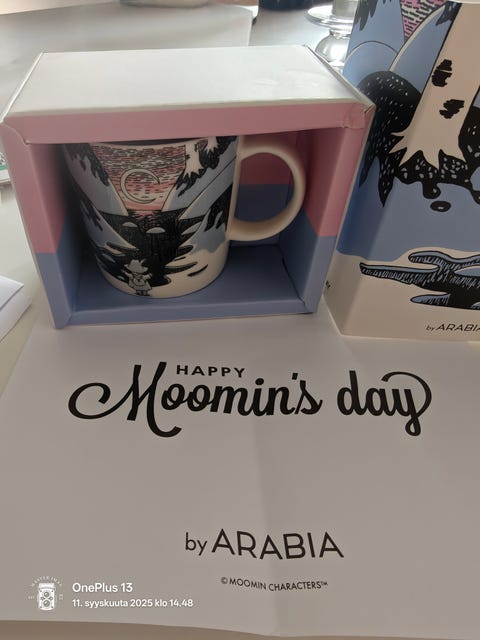 by ARABIA
HAPPY
Moomin's day
by ARABIA
© MOOMIN CHARACTERS™
OnePlus 13
11. syyskuuta 2025 klo 14.48